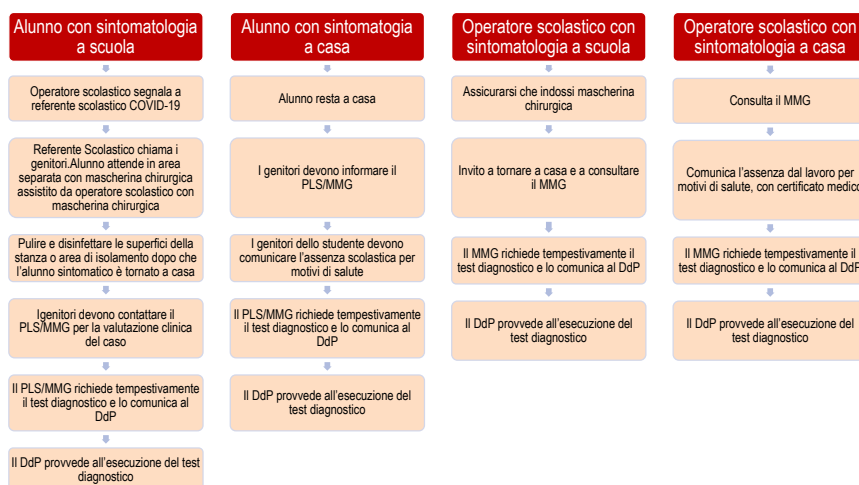 Alunno con sintomatologia
a scuola
Operatore scolastico segnala a
referente scolastico COVID-19
Referente Scolastico chiama i
genitori.Alunno attende in area
separata con mascherina chirurgica
assistito da operatore scolastico con
mascherina chirurgica
Pulire e disinfettare le superfici della
stanza o area di isolamento dopo che
l'alunno sintomatico è tornato a casa
Igenitori devono contattare il
PLS/MMG per la valutazione clinica
del caso
Il PLS/MMG richiede tempestivamente
il test diagnostico e lo comunica al
DdP
Il DdP provvede all'esecuzione del test
diagnostico
Alunno con sintomatogia
a casa
Alunno resta a casa
I genitori devono informare il
PLS/MMG
I genitori dello studente devono
comunicare l'assenza scolastica per
motivi di salute
Il PLS/MMG richiede tempestivamente
il test diagnostico e lo comunica al
DdP
Il DdP provvede all'esecuzione del
test diagnostico
Operatore scolastico con
sintomatologia a scuola
Assicurarsi che indossi mascherina
chirurgica
Invito a tornare a casa e a consultare
il MMG
Il MMG richiede tempestivamente il
test diagnostico e lo comunica al DdP
Il DdP provvede all'esecuzione del
test diagnostico
Operatore scolastico con
sintomatologia a casa
Consulta il MMG
Comunica l'assenza dal lavoro per
motivi di salute, con certificato medico
Il MMG richiede tempestivamente il
test diagnostico e lo comunica al DdP
Il DdP provvede all'esecuzione del
test diagnostico